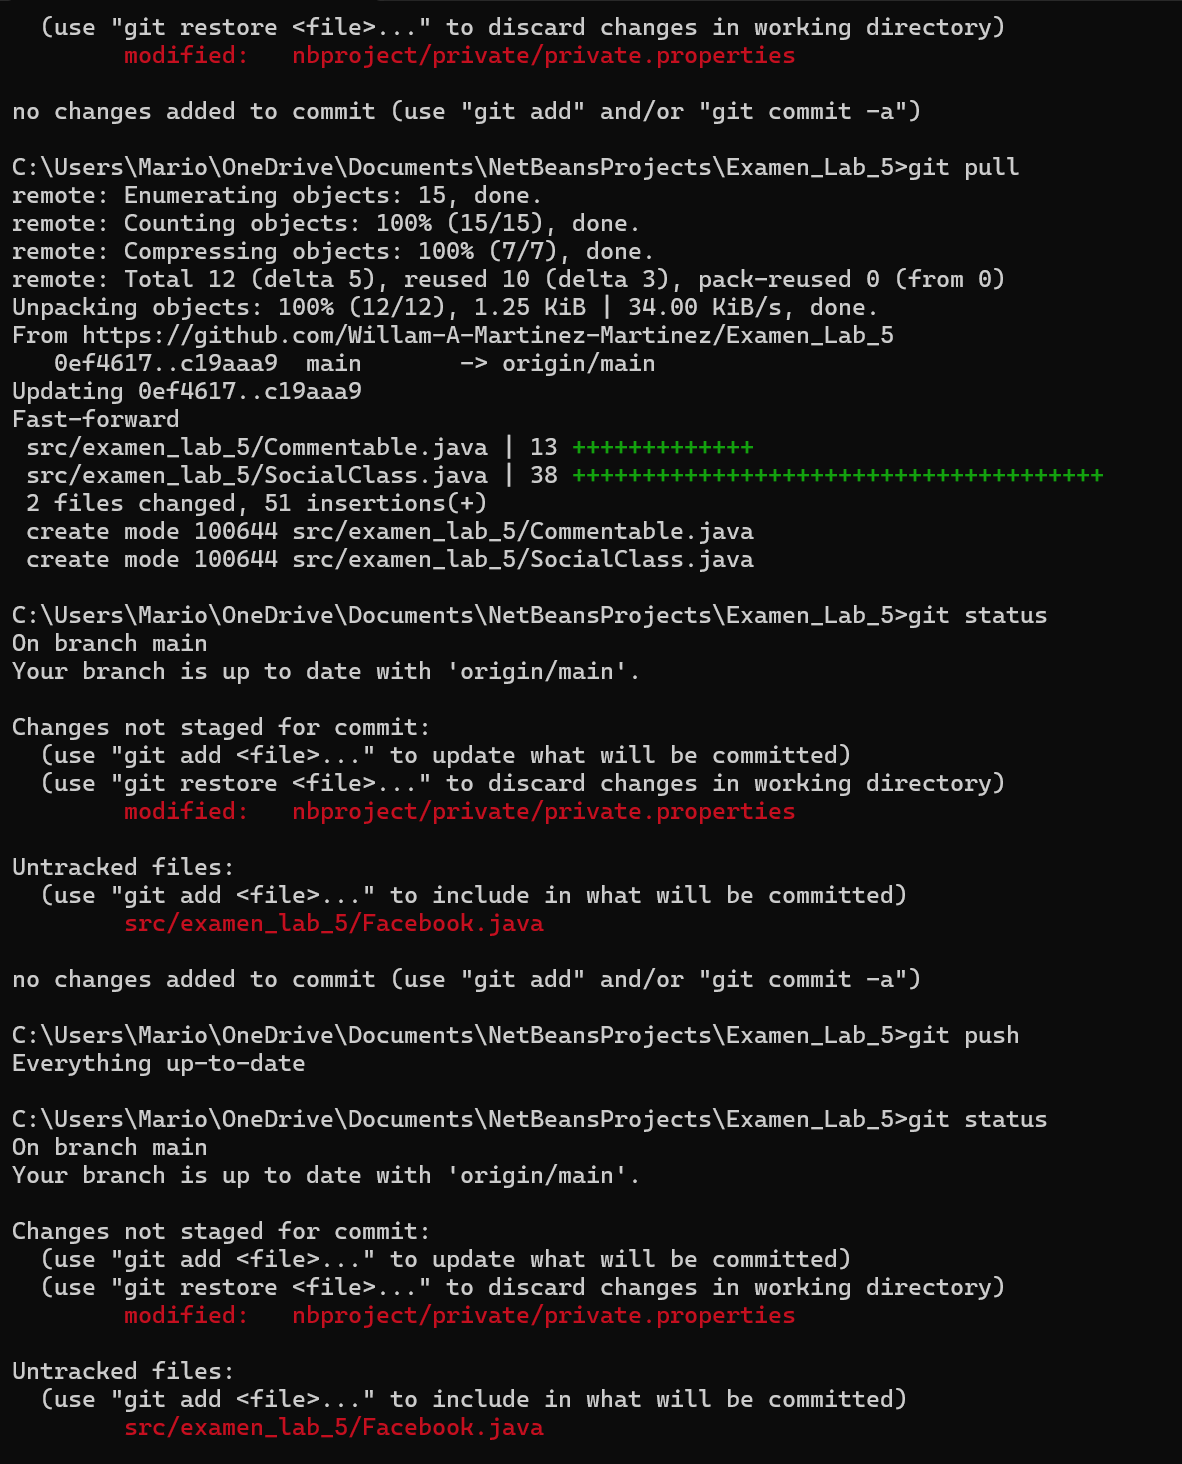 (use "git restore <file>..." to discard changes in working directory)
        modified:   nbproject/private/private.properties

no changes added to commit (use "git add" and/or "git commit -a")

C:\Users\Mario\OneDrive\Documents\NetBeansProjects\Examen_Lab_5>git pull
remote: Enumerating objects: 15, done.
remote: Counting objects: 100% (15/15), done.
remote: Compressing objects: 100% (7/7), done.
remote: Total 12 (delta 5), reused 10 (delta 3), pack-reused 0 (from 0)
Unpacking objects: 100% (12/12), 1.25 KiB | 34.00 KiB/s, done.
From https://github.com/Willam-A-Martinez-Martinez/Examen_Lab_5
   0ef4617..c19aaa9  main       -> origin/main
Updating 0ef4617..c19aaa9
Fast-forward
 src/examen_lab_5/Commentable.java | 13 +++++++++++++
 src/examen_lab_5/SocialClass.java | 38 ++++++++++++++++++++++++++++++++++++++
 2 files changed, 51 insertions(+)
 create mode 100644 src/examen_lab_5/Commentable.java
 create mode 100644 src/examen_lab_5/SocialClass.java

C:\Users\Mario\OneDrive\Documents\NetBeansProjects\Examen_Lab_5>git status
On branch main
Your branch is up to date with 'origin/main'.

Changes not staged for commit:
  (use "git add <file>..." to update what will be committed)
  (use "git restore <file>..." to discard changes in working directory)
        modified:   nbproject/private/private.properties

Untracked files:
  (use "git add <file>..." to include in what will be committed)
        src/examen_lab_5/Facebook.java

no changes added to commit (use "git add" and/or "git commit -a")

C:\Users\Mario\OneDrive\Documents\NetBeansProjects\Examen_Lab_5>git push
Everything up-to-date

C:\Users\Mario\OneDrive\Documents\NetBeansProjects\Examen_Lab_5>git status
On branch main
Your branch is up to date with 'origin/main'.

Changes not staged for commit:
  (use "git add <file>..." to update what will be committed)
  (use "git restore <file>..." to discard changes in working directory)
        modified:   nbproject/private/private.properties

Untracked files:
  (use "git add <file>..." to include in what will be committed)
        src/examen_lab_5/Facebook.java